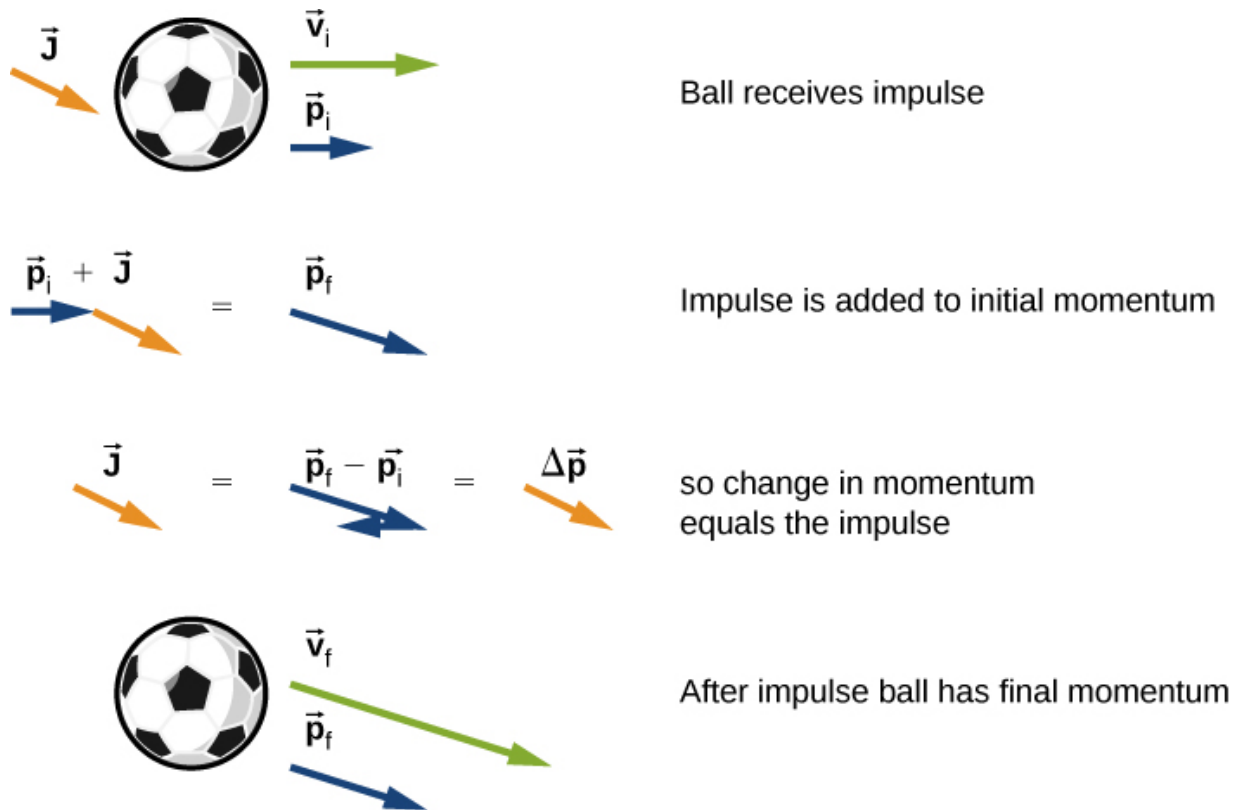 J⃗
v⃗i
p⃗i
Ball receives impulse
p⃗i + J⃗ = p⃗f
Impulse is added to initial momentum
J⃗ = p⃗f − p⃗i = Δp⃗
so change in momentum
equals the impulse
v⃗f
p⃗f
After impulse ball has final momentum